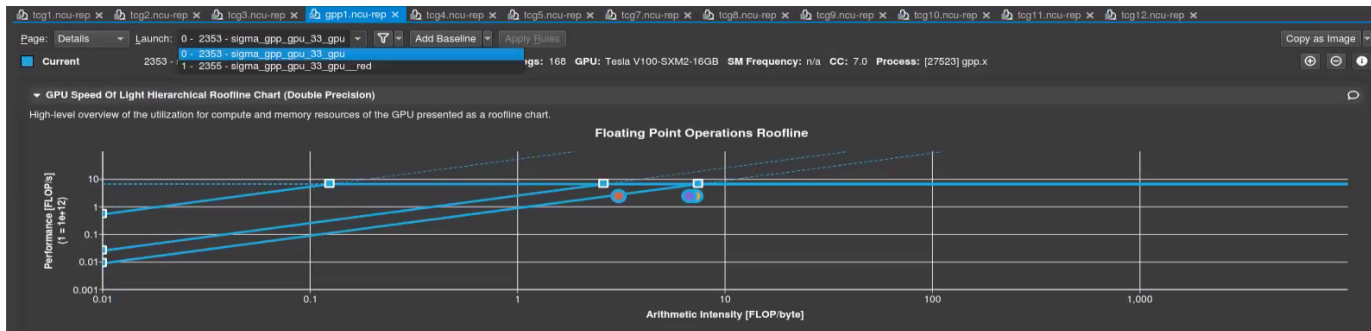 tcg1.ncu-rep tcg2.ncu-rep tcg3.ncu-rep gpp1.ncu-rep tcg4.ncu-rep tcg5.ncu-rep tcg7.ncu-rep tcg8.ncu-rep tcg9.ncu-rep tcg10.ncu-rep tcg11.ncu-rep tcg12.ncu-rep
Page: Details Launch: 0 - 2353 - sigma_gpp_gpu_33_gpu Add Baseline Apply Rules Copy as Image
0 - 2353 - sigma_gpp_gpu_33_gpu
1 - 2355 - sigma_gpp_gpu_33_gpu__red
Current 2353 - 168 GPU: Tesla V100-SXM2-16GB SM Frequency: n/a CC: 7.0 Process: [27523] gpp.x
GPU Speed Of Light Hierarchical Roofline Chart (Double Precision)
High-level overview of the utilization for compute and memory resources of the GPU presented as a roofline chart.
Floating Point Operations Roofline
Performance [FLOP/s]
(1 = 1e+12)
10
1
0.1
0.01
0.001
0.01 0.1 1 10 100 1,000
Arithmetic Intensity [FLOP/byte]